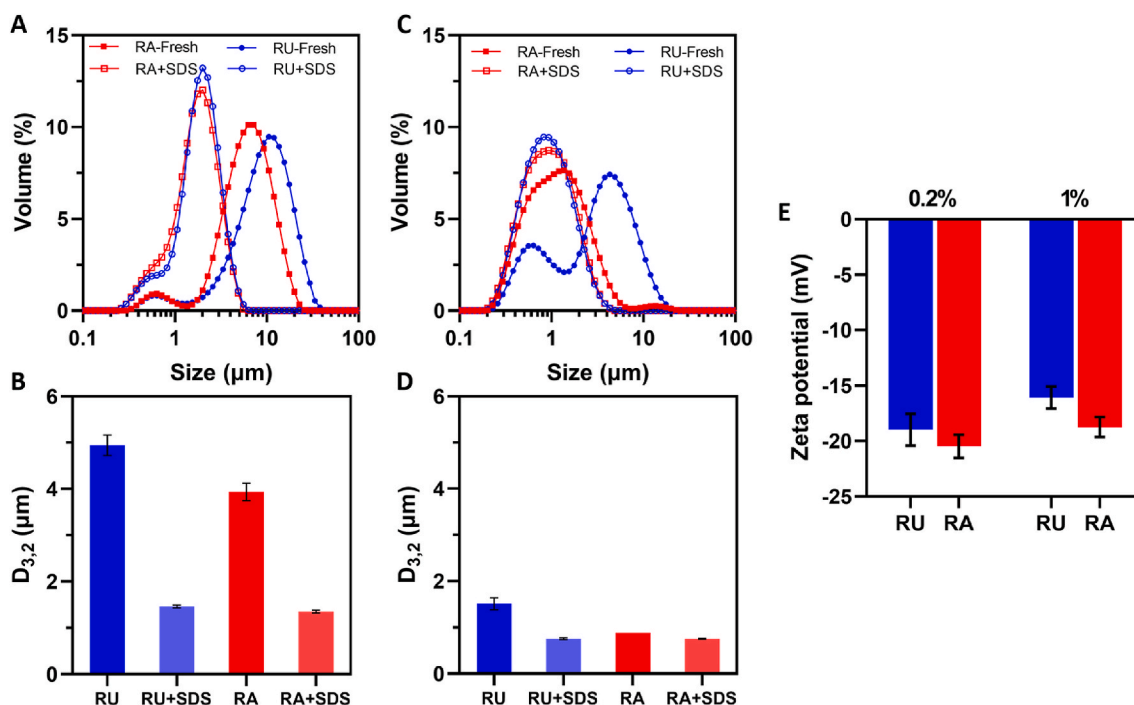 A
RA-Fresh RU-Fresh
RA+SDS RU+SDS
15
10
5
0
Volume (%)
0.1 1 10 100
Size (µm)
C
RA-Fresh RU-Fresh
RA+SDS RU+SDS
15
10
5
0
Volume (%)
0.1 1 10 100
Size (µm)
B
6
4
2
0
D3,2 (µm)
RU RU+SDS RA RA+SDS
D
6
4
2
0
D3,2 (µm)
RU RU+SDS RA RA+SDS
E
0.2% 1%
0
-5
-10
-15
-20
-25
Zeta potential (mV)
RU RA RU RA